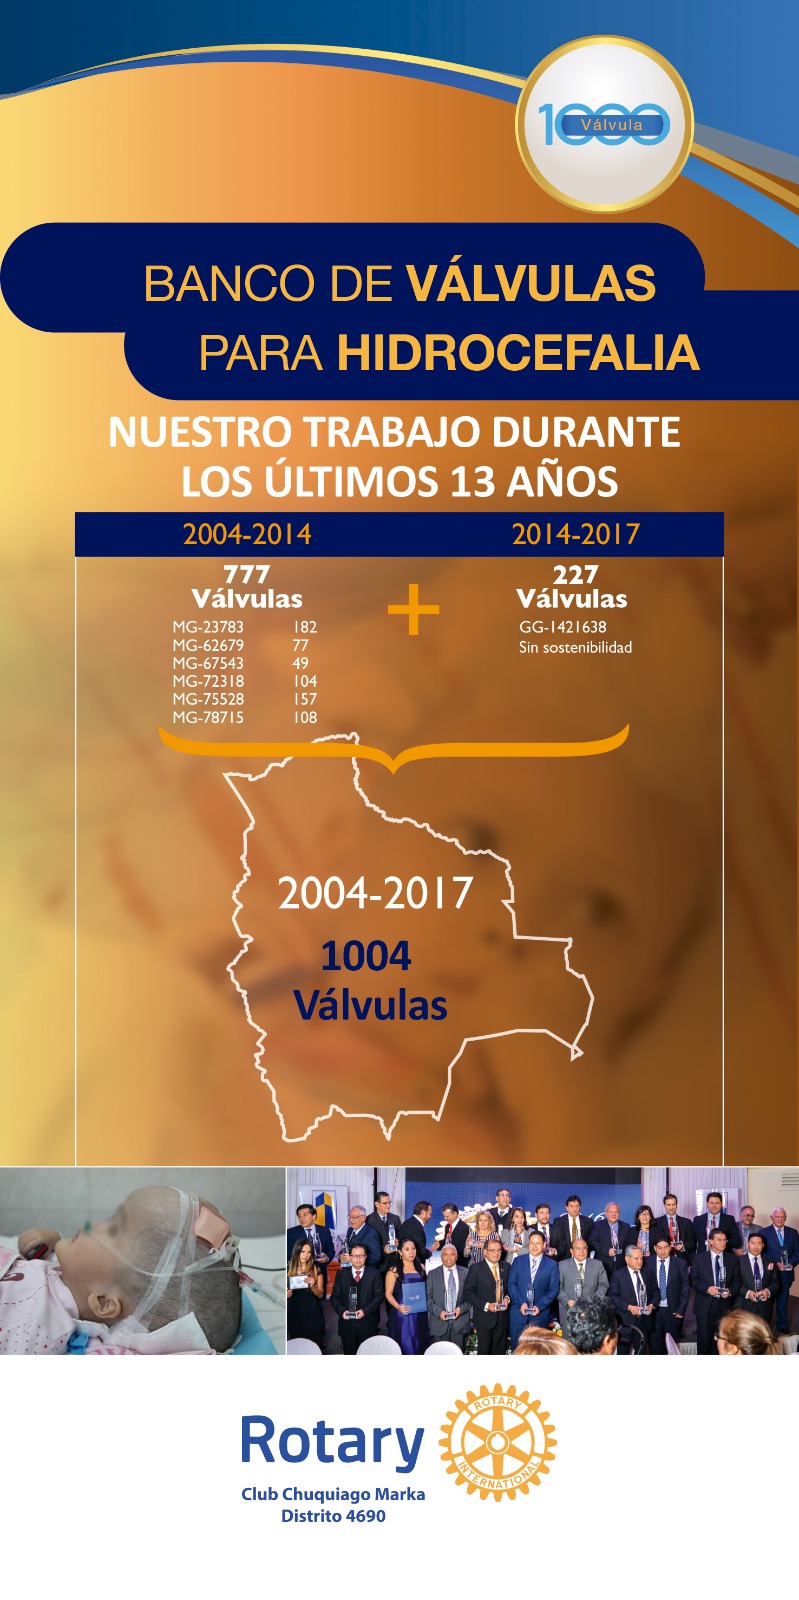 1000
Válvula
BANCO DE VÁLVULAS
PARA HIDROCEFALIA
NUESTRO TRABAJO DURANTE
LOS ÚLTIMOS 13 AÑOS
2004-2014
2014-2017
777
Válvulas
MG-23783 182
MG-62679 77
MG-67543 49
MG-72318 104
MG-75528 157
MG-78715 108
+
227
Válvulas
GG-1421638
Sin sostenibilidad
2004-2017
1004
Válvulas
Rotary
Club Chuquiago Marka
Distrito 4690
ROTARY
INTERNATIONAL